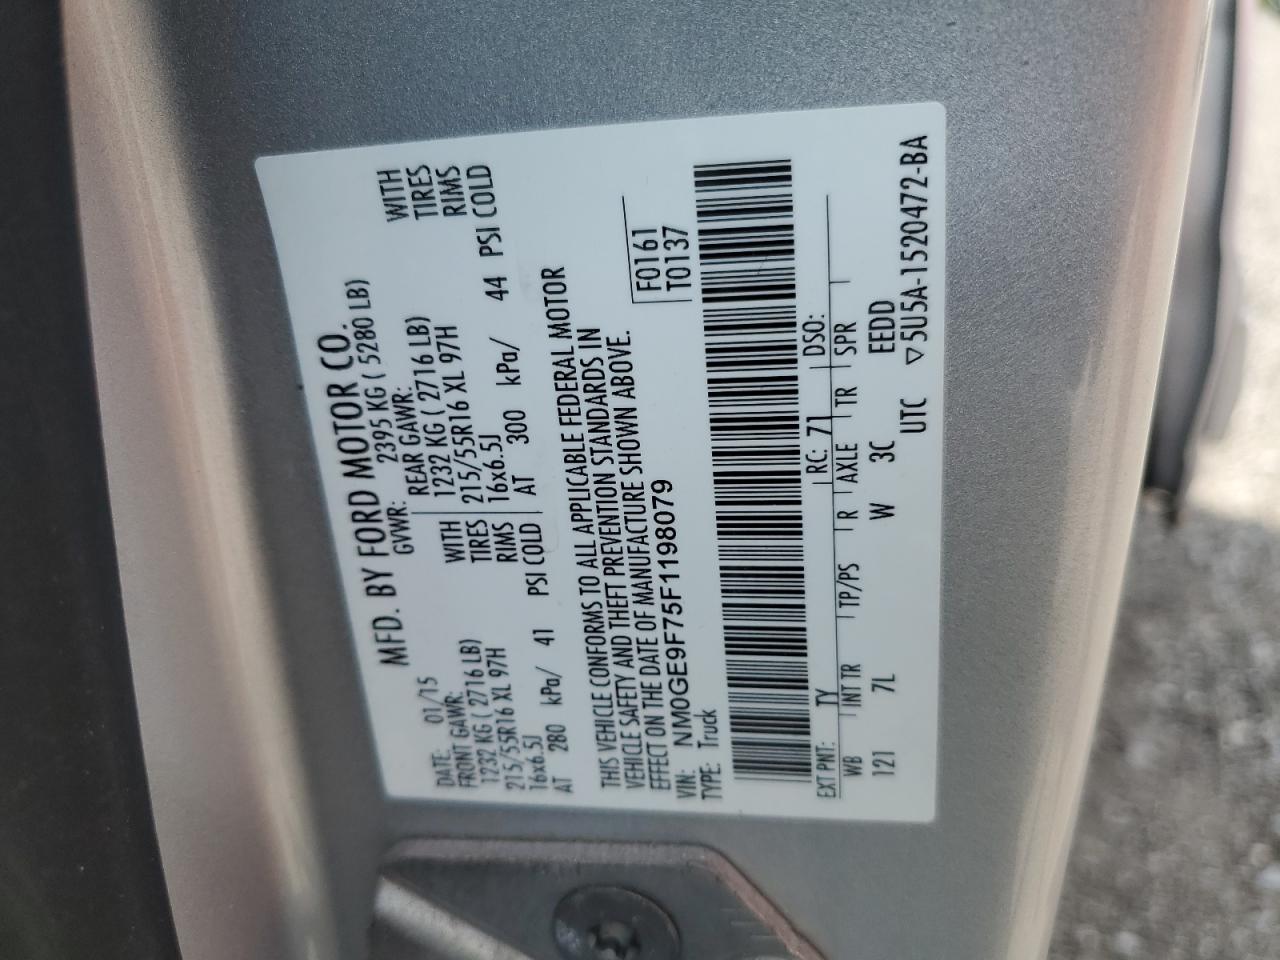 MFD. BY FORD MOTOR CO.
DATE: 01/15 GVWR: 2395 KG ( 5280 LB)
FRONT GAWR: REAR GAWR:
1232 KG ( 2716 LB) WITH 1232 KG ( 2716 LB) WITH
215/55R16 XL 97H TIRES 215/55R16 XL 97H TIRES
16x6.5J RIMS 16x6.5J RIMS
AT 280 kPa/ 41 PSI COLD AT 300 kPa/ 44 PSI COLD
THIS VEHICLE CONFORMS TO ALL APPLICABLE FEDERAL MOTOR
VEHICLE SAFETY AND THEFT PREVENTION STANDARDS IN
EFFECT ON THE DATE OF MANUFACTURE SHOWN ABOVE.
VIN: NM0GE9F75F1198079 F0161
TYPE: Truck T0137
EXT PNT: TY RC: 71 DSO:
WB INT TR TP/PS R AXLE TR SPR
121 7L W 3C EEDD
UTC ▽5U5A-1520472-BA